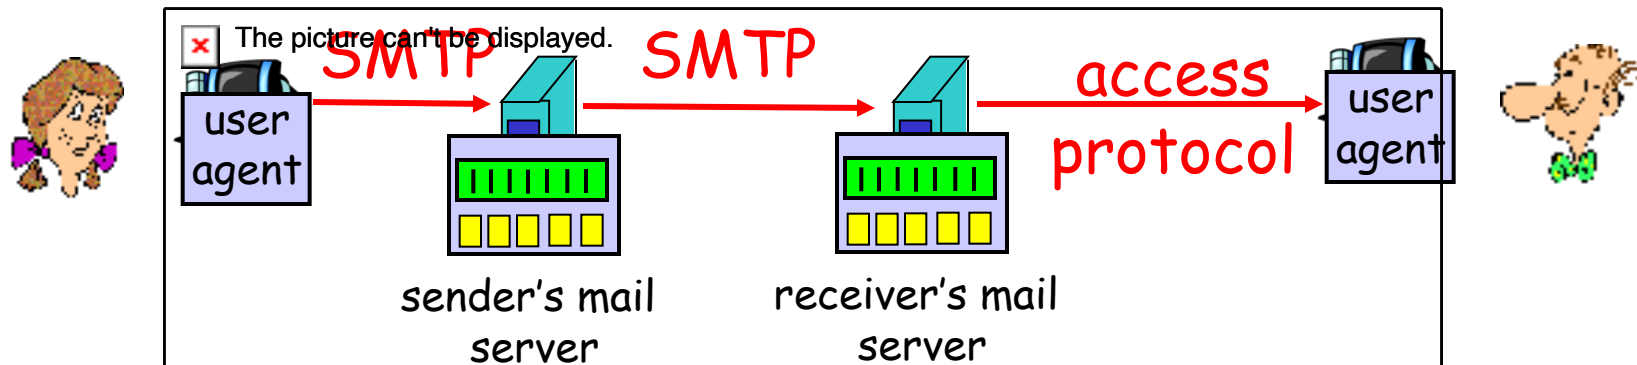 The picture can't be displayed.
SMTP
SMTP
access
protocol
user
agent
user
agent
sender's mail
server
receiver's mail
server